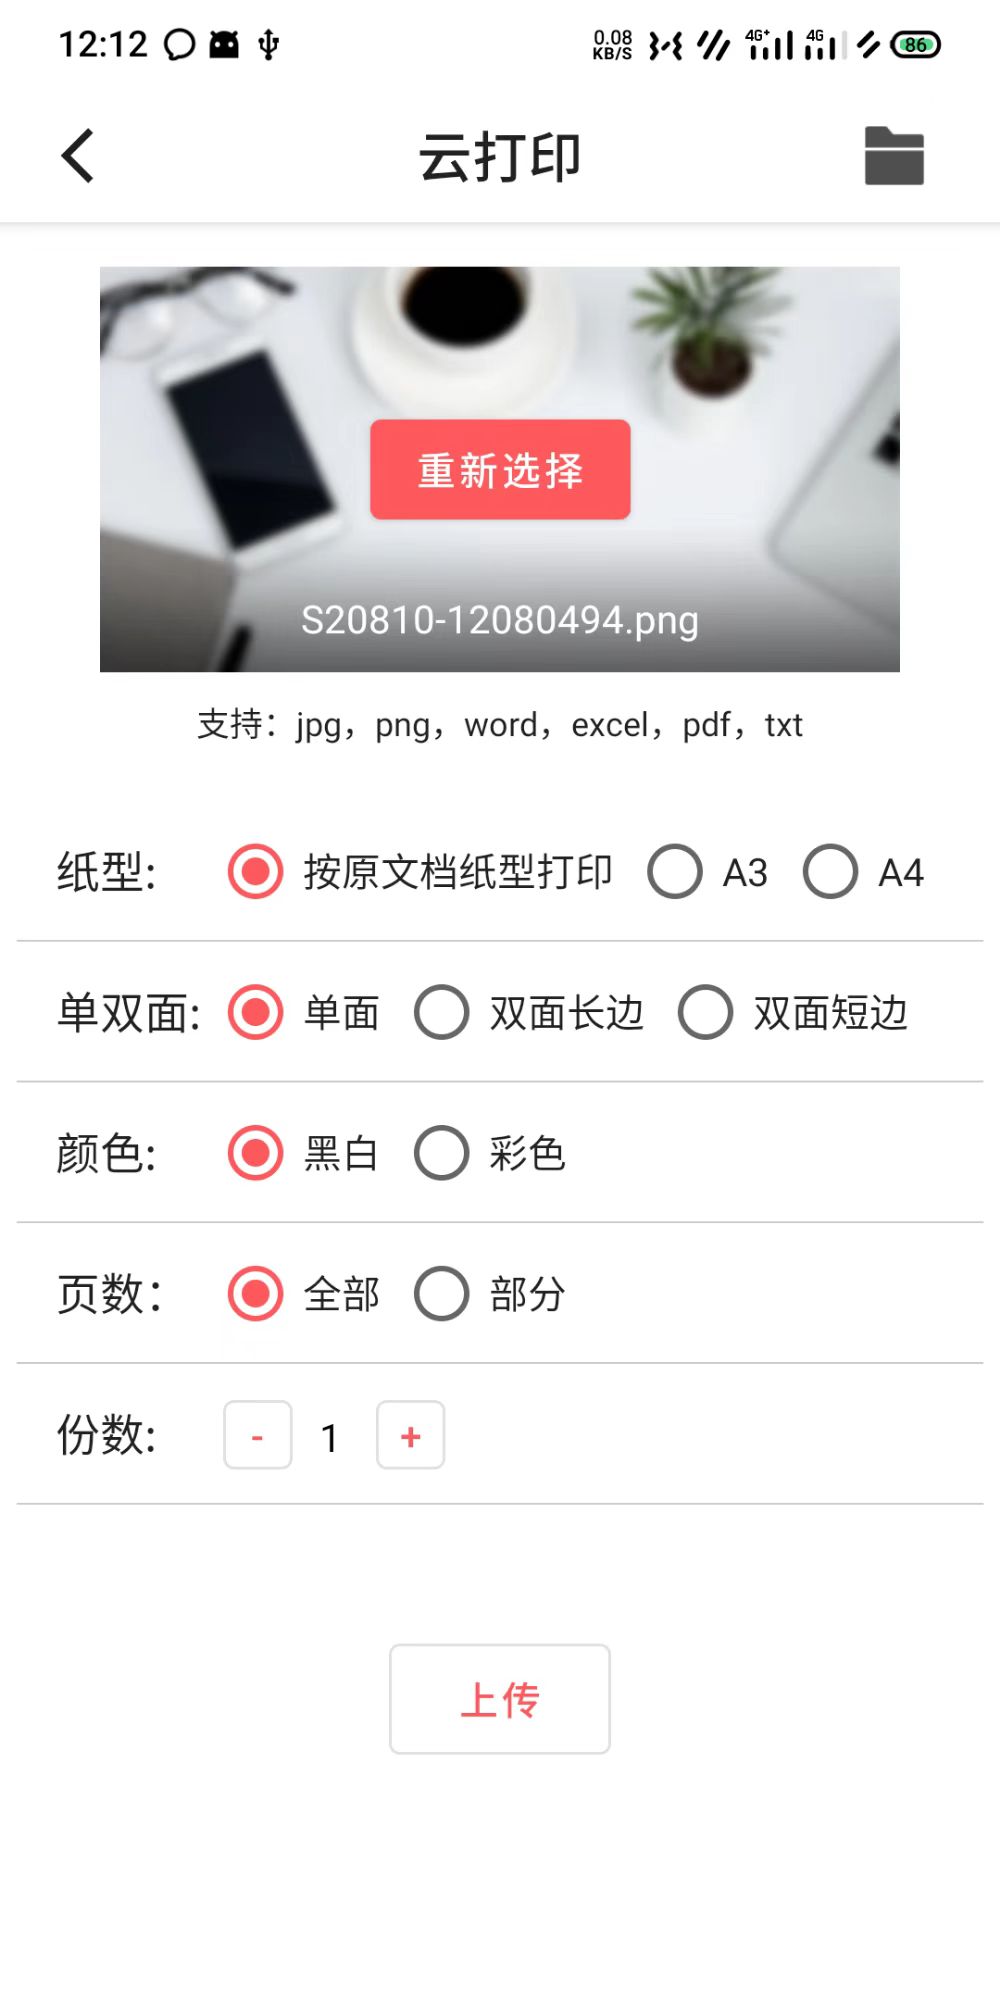 12:12 0.08 KB/S 4G+ 4G 86
云打印
重新选择
S20810-12080494.png
支持：jpg，png，word，excel，pdf，txt
纸型: 按原文档纸型打印 A3 A4
单双面: 单面 双面长边 双面短边
颜色: 黑白 彩色
页数： 全部 部分
份数: - 1 +
上传